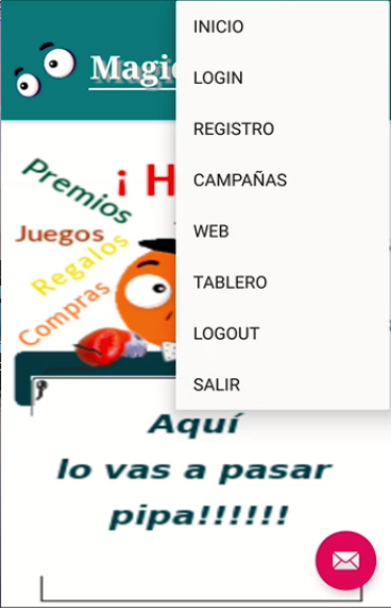 Magic
INICIO
LOGIN
REGISTRO
CAMPAÑAS
WEB
TABLERO
LOGOUT
SALIR
Premios
¡ H
Juegos
Regalos
Compras
Aquí
lo vas a pasar
pipa!!!!!!